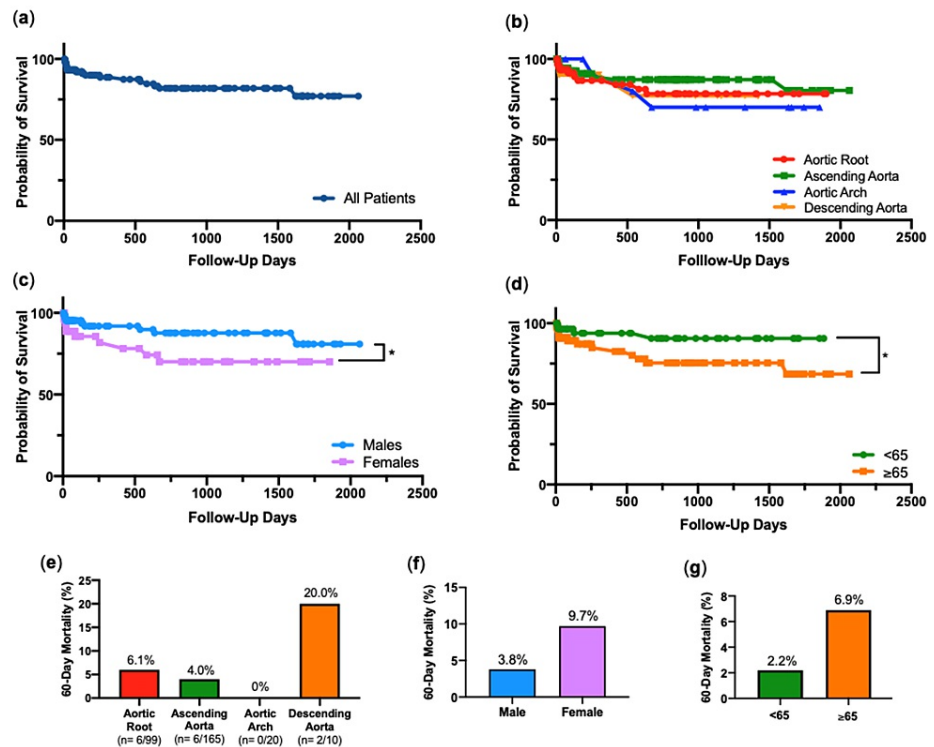 (a)
Probability of Survival
100
50
0
0 500 1000 1500 2000 2500
Follow-Up Days
All Patients
(b)
Probability of Survival
100
50
0
0 500 1000 1500 2000 2500
Folllow-Up Days
Aortic Root
Ascending Aorta
Aortic Arch
Descending Aorta
(c)
Probability of Survival
100
50
0
0 500 1000 1500 2000 2500
Follow-Up Days
*
Males
Females
(d)
Probability of Survival
100
50
0
0 500 1000 1500 2000 2500
Follow-Up Days
*
<65
≥65
(e)
60-Day Mortality (%)
25
20
15
10
5
0
6.1%
4.0%
0%
20.0%
Aortic Root (n= 6/99)
Ascending Aorta (n= 6/165)
Aortic Arch (n= 0/20)
Descending Aorta (n= 2/10)
(f)
60-Day Mortality (%)
15
10
5
0
3.8%
9.7%
Male Female
(g)
60-Day Mortality (%)
8
6
4
2
0
2.2%
6.9%
<65 ≥65